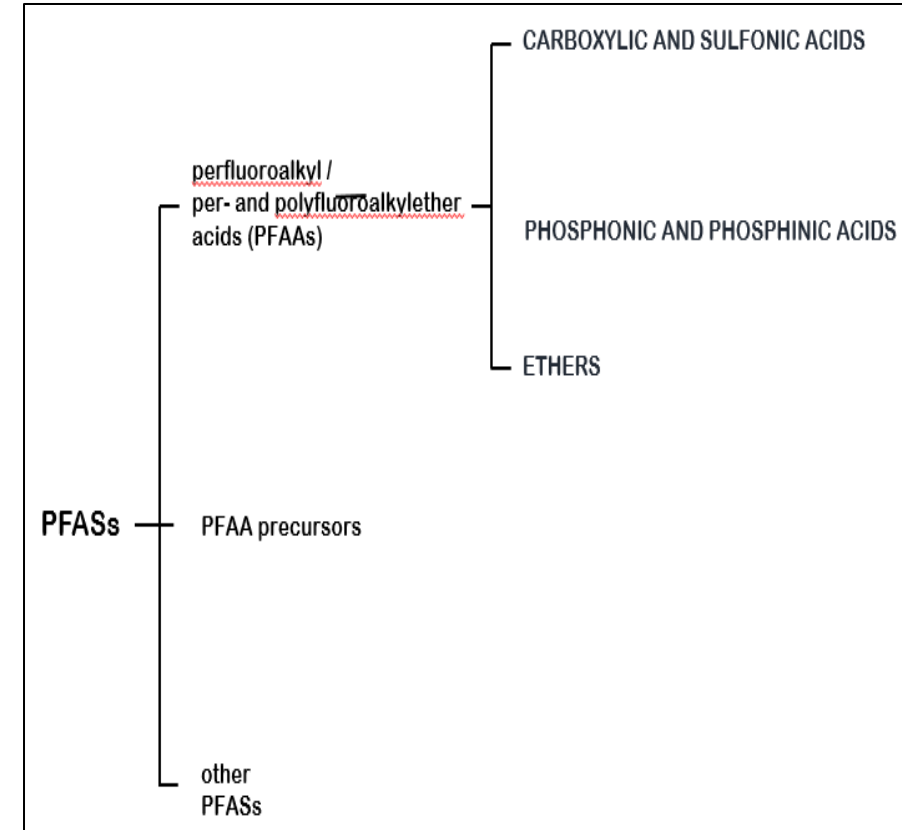 CARBOXYLIC AND SULFONIC ACIDS
perfluoroalkyl /
per- and polyfluoroalkylether
acids (PFAAs)
PHOSPHONIC AND PHOSPHINIC ACIDS
ETHERS
PFASs
PFAA precursors
other
PFASs